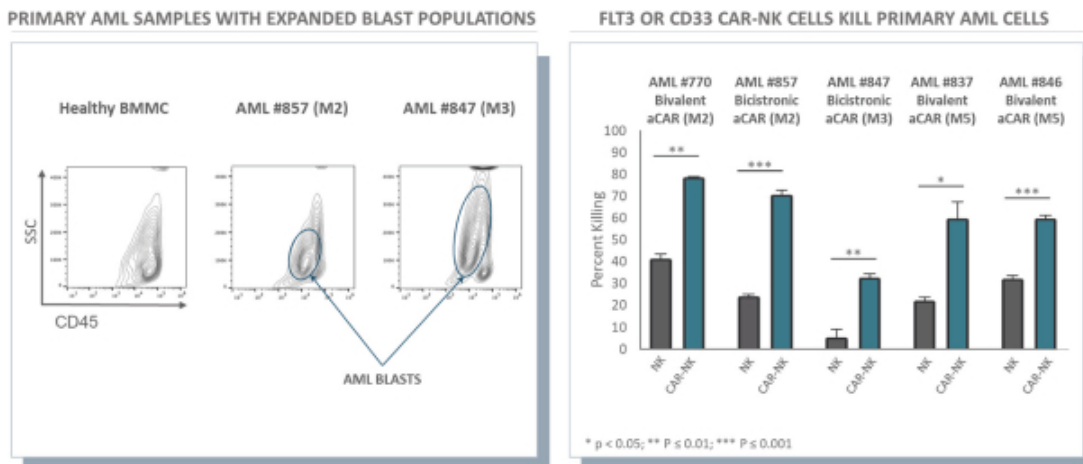 PRIMARY AML SAMPLES WITH EXPANDED BLAST POPULATIONS
Healthy BMMC
AML #857 (M2)
AML #847 (M3)
SSC
CD45
AML BLASTS
FLT3 OR CD33 CAR-NK CELLS KILL PRIMARY AML CELLS
AML #770
Bivalent
aCAR (M2)
AML #857
Bicistronic
aCAR (M2)
AML #847
Bicistronic
aCAR (M3)
AML #837
Bivalent
aCAR (M5)
AML #846
Bivalent
aCAR (M5)
Percent Killing
100
90
80
70
60
50
40
30
20
10
0
**
***
**
*
***
NK
CAR-NK
NK
CAR-NK
NK
CAR-NK
NK
CAR-NK
NK
CAR-NK
* p < 0.05; ** P ≤ 0.01; *** P ≤ 0.001